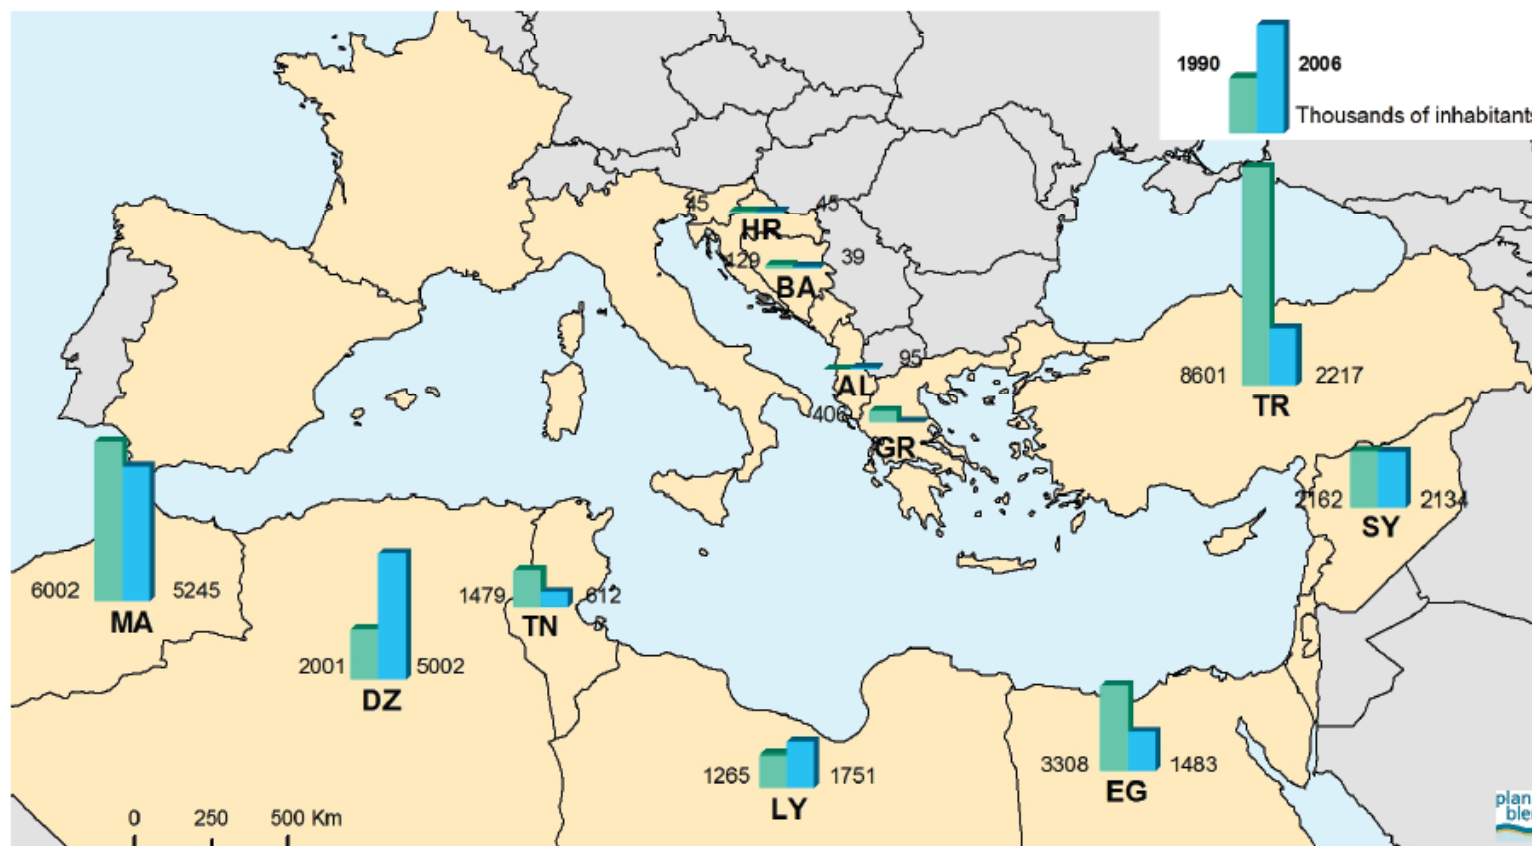 1990 2006
Thousands of inhabitants
45 45
HR
129 39
BA
95
AL
406
GR
8601 2217
TR
2162 2134
SY
6002 5245
MA
2001 5002
DZ
1479 612
TN
1265 1751
LY
3308 1483
EG
0 250 500 Km
plan
bleu